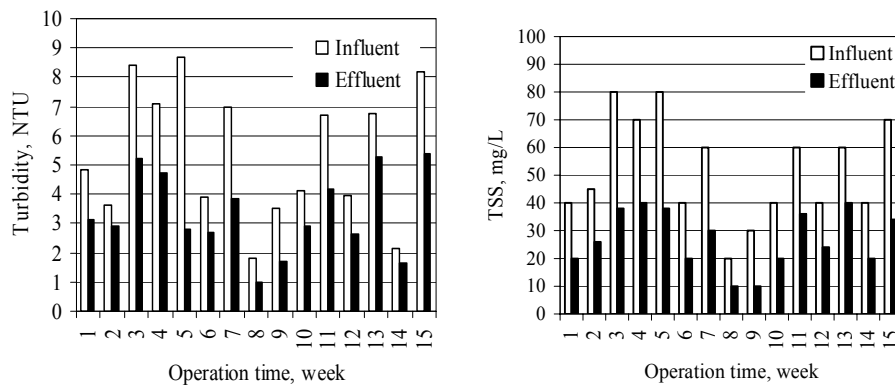 10
9
8
7
6
5
4
3
2
1
0
Turbidity, NTU
Influent
Effluent
1 2 3 4 5 6 7 8 9 10 11 12 13 14 15
Operation time, week
100
90
80
70
60
50
40
30
20
10
0
TSS, mg/L
Influent
Effluent
1 2 3 4 5 6 7 8 9 10 11 12 13 14 15
Operation time, week